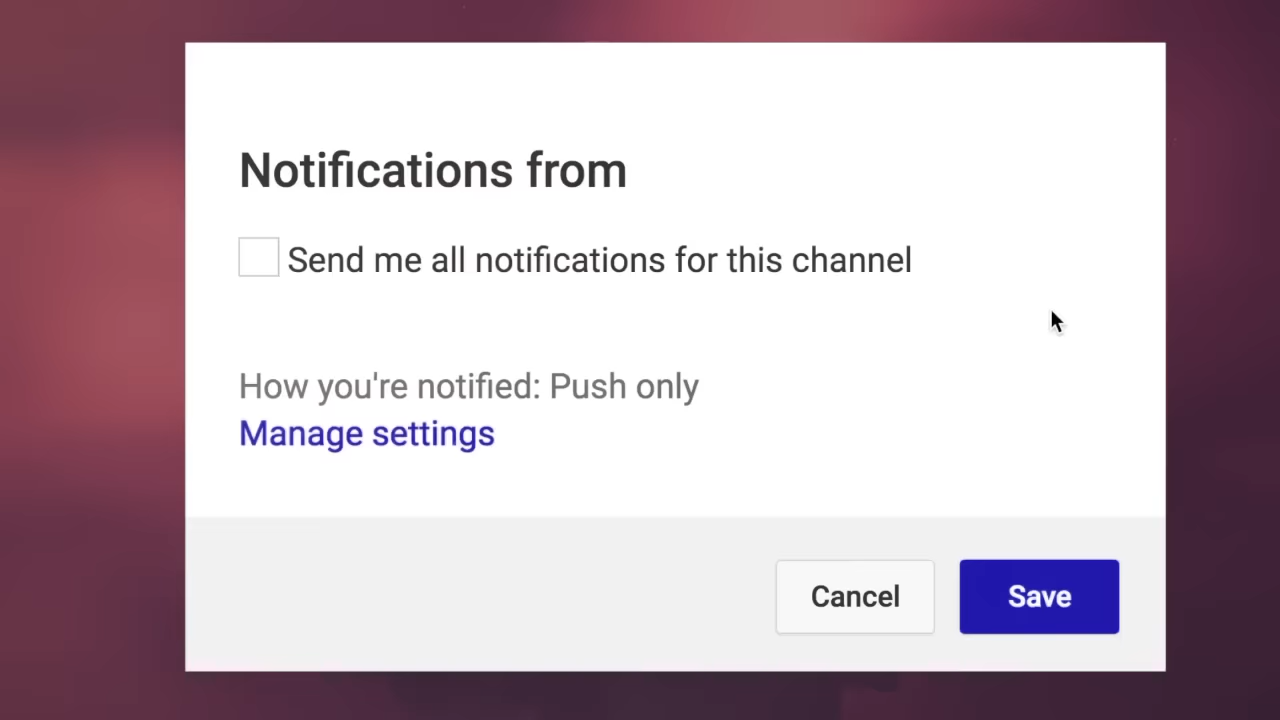 Notifications from
Send me all notifications for this channel
How you're notified: Push only
Manage settings
Cancel
Save